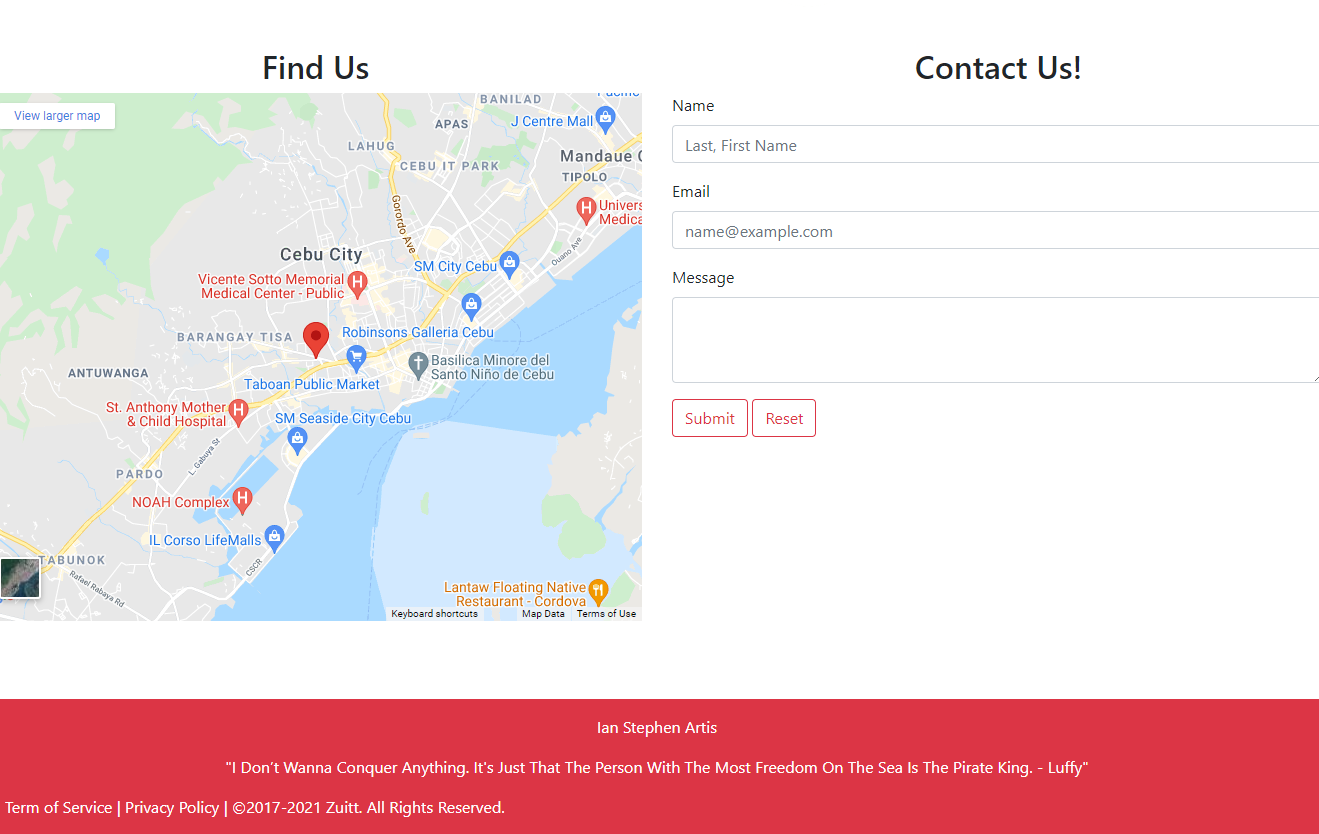 Find Us
View larger map
BANILAD
APAS
J Centre Mall
LAHUG
CEBU IT PARK
Mandaue
TIPOLO
Gorordo Ave
Ouano Ave
Cebu City
SM City Cebu
Vicente Sotto Memorial
Medical Center - Public
Robinsons Galleria Cebu
BARANGAY TISA
Basilica Minore del
Santo Niño de Cebu
ANTUWANGA
Taboan Public Market
St. Anthony Mother
& Child Hospital
SM Seaside City Cebu
L. Gabuya St
PARDO
NOAH Complex
IL Corso LifeMalls
TABUNOK
CSCR
Rafael Rabaya Rd
Lantaw Floating Native
Restaurant - Cordova
Keyboard shortcuts
Map Data
Terms of Use
Contact Us!
Name
Last, First Name
Email
name@example.com
Message
Submit
Reset
Ian Stephen Artis
"I Don’t Wanna Conquer Anything. It's Just That The Person With The Most Freedom On The Sea Is The Pirate King. - Luffy"
Term of Service | Privacy Policy | ©2017-2021 Zuitt. All Rights Reserved.